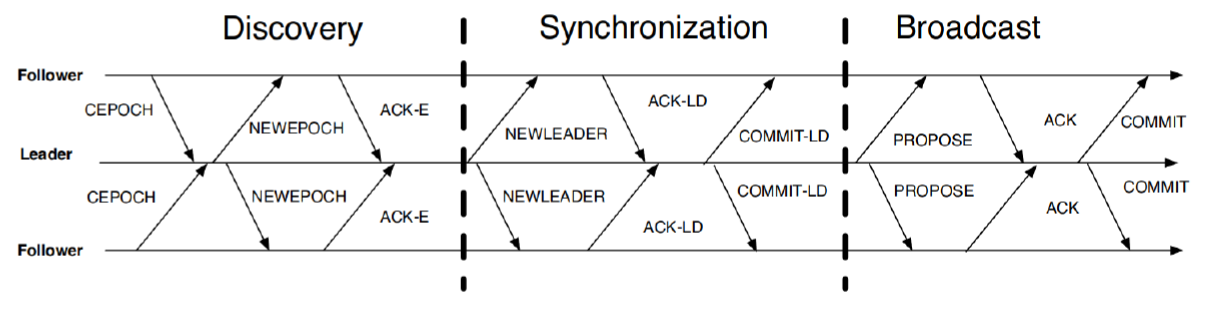 Discovery
Synchronization
Broadcast
Follower
CEPOCH
NEWEPOCH
ACK-E
NEWLEADER
ACK-LD
COMMIT-LD
PROPOSE
ACK
COMMIT
Leader
CEPOCH
NEWEPOCH
ACK-E
NEWLEADER
ACK-LD
COMMIT-LD
PROPOSE
ACK
COMMIT
Follower